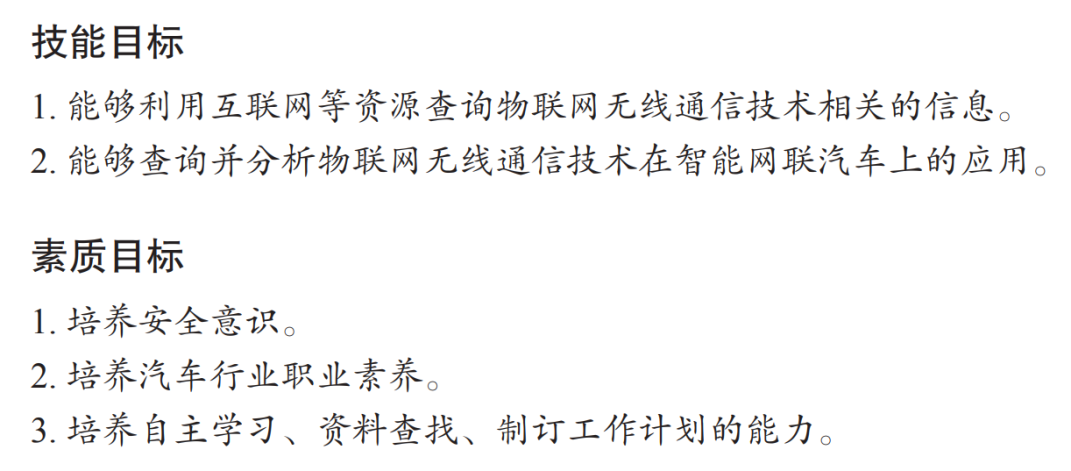 技能目标
1. 能够利用互联网等资源查询物联网无线通信技术相关的信息。
2. 能够查询并分析物联网无线通信技术在智能网联汽车上的应用。
素质目标
1. 培养安全意识。
2. 培养汽车行业职业素养。
3. 培养自主学习、资料查找、制订工作计划的能力。